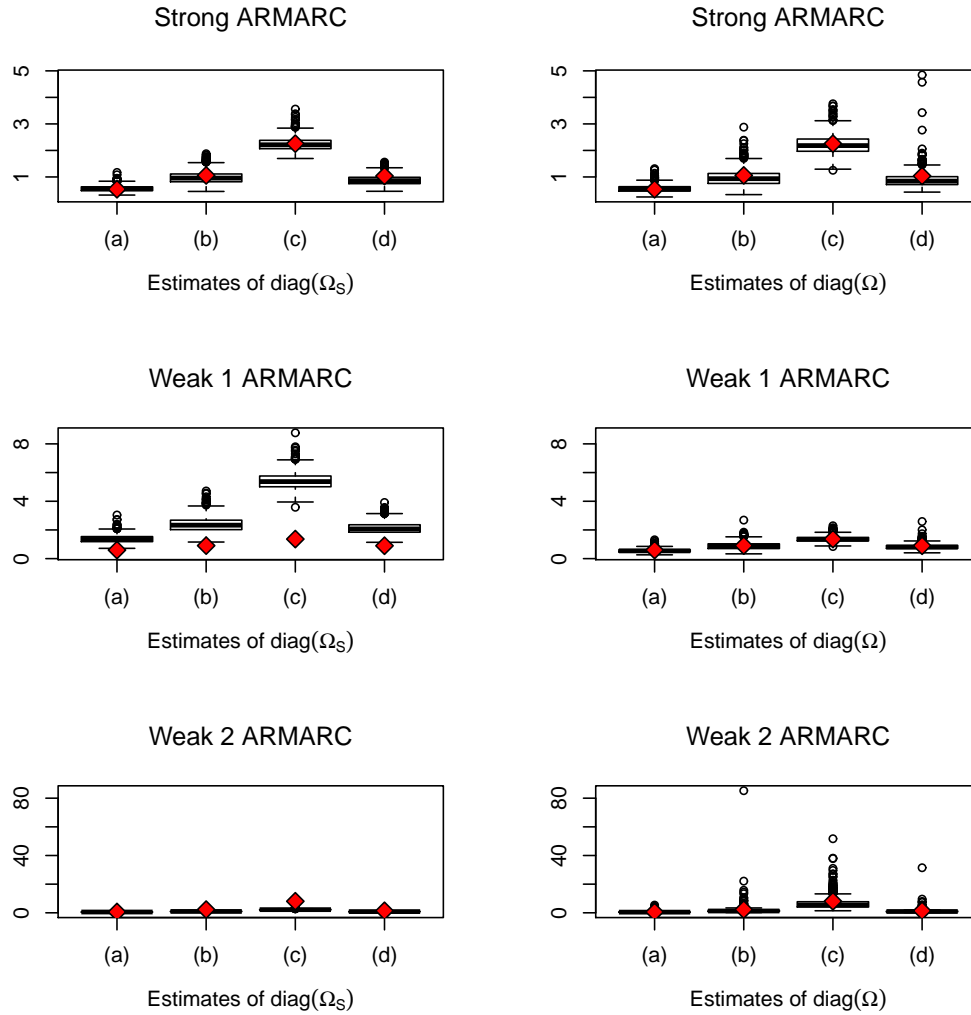 Strong ARMARC
Strong ARMARC
5
3
1
(a) (b) (c) (d)
Estimates of diag(Ω_S)
5
3
1
(a) (b) (c) (d)
Estimates of diag(Ω)
Weak 1 ARMARC
Weak 1 ARMARC
8
4
0
(a) (b) (c) (d)
Estimates of diag(Ω_S)
8
4
0
(a) (b) (c) (d)
Estimates of diag(Ω)
Weak 2 ARMARC
Weak 2 ARMARC
80
40
0
(a) (b) (c) (d)
Estimates of diag(Ω_S)
80
40
0
(a) (b) (c) (d)
Estimates of diag(Ω)